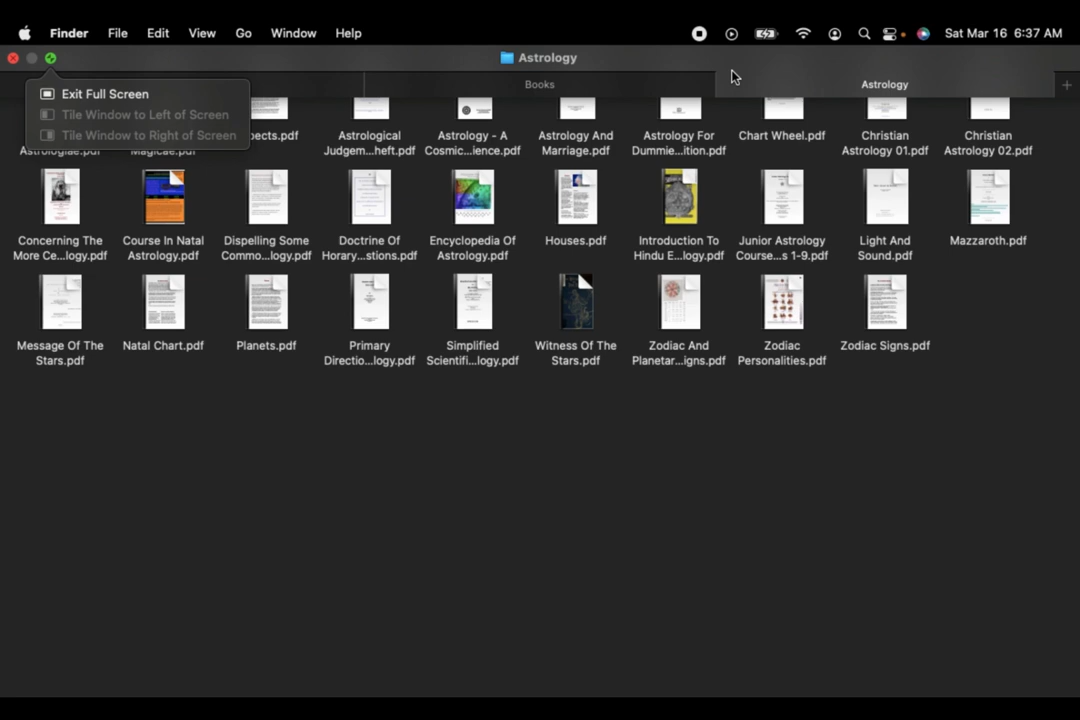 Finder File Edit View Go Window Help Sat Mar 16 6:37 AM
Astrology
Books Astrology
Exit Full Screen
Tile Window to Left of Screen
Tile Window to Right of Screen
Astrologiae.pdf
Magicae.pdf
pects.pdf
Astrological
Judgem...heft.pdf
Astrology - A
Cosmic...ience.pdf
Astrology And
Marriage.pdf
Astrology For
Dummie...ition.pdf
Chart Wheel.pdf
Christian
Astrology 01.pdf
Christian
Astrology 02.pdf
Concerning The
More Ce...logy.pdf
Course In Natal
Astrology.pdf
Dispelling Some
Commo...logy.pdf
Doctrine Of
Horary...stions.pdf
Encyclopedia Of
Astrology.pdf
Houses.pdf
Introduction To
Hindu E...logy.pdf
Junior Astrology
Course...s 1-9.pdf
Light And
Sound.pdf
Mazzaroth.pdf
Message Of The
Stars.pdf
Natal Chart.pdf
Planets.pdf
Primary
Directio...logy.pdf
Simplified
Scientifi...logy.pdf
Witness Of The
Stars.pdf
Zodiac And
Planetar...igns.pdf
Zodiac
Personalities.pdf
Zodiac Signs.pdf